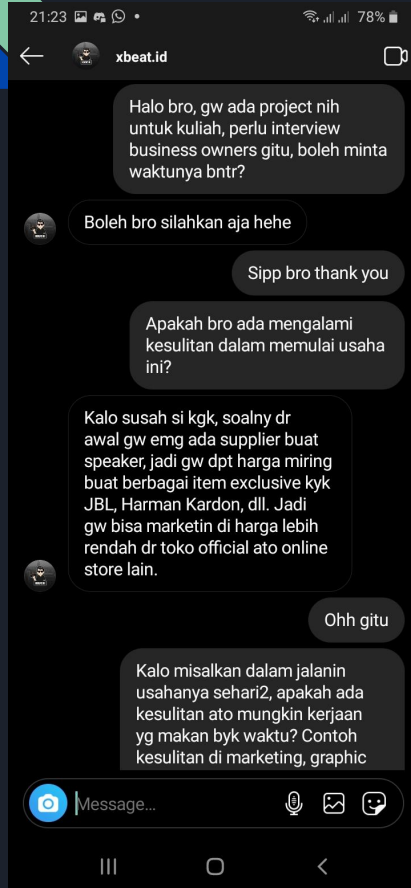 21:23
78%
xbeat.id
Halo bro, gw ada project nih
untuk kuliah, perlu interview
business owners gitu, boleh minta
waktunya bntr?
Boleh bro silahkan aja hehe
Sipp bro thank you
Apakah bro ada mengalami
kesulitan dalam memulai usaha
ini?
Kalo susah si kgk, soalny dr
awal gw emg ada supplier buat
speaker, jadi gw dpt harga miring
buat berbagai item exclusive kyk
JBL, Harman Kardon, dll. Jadi
gw bisa marketin di harga lebih
rendah dr toko official ato online
store lain.
Ohh gitu
Kalo misalkan dalam jalanin
usahanya sehari2, apakah ada
kesulitan ato mungkin kerjaan
yg makan byk waktu? Contoh
kesulitan di marketing, graphic
Message...